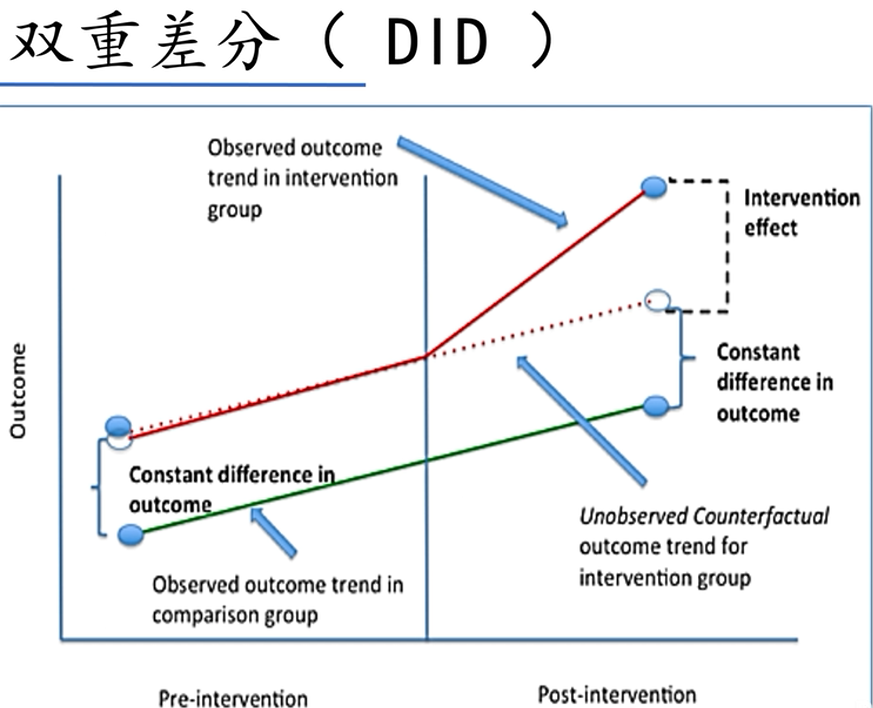 双重差分（ DID ）
Observed outcome
trend in intervention
group
Intervention
effect
Constant
difference in
outcome
Outcome
Constant difference in
outcome
Unobserved Counterfactual
outcome trend for
intervention group
Observed outcome trend in
comparison group
Pre-intervention
Post-intervention